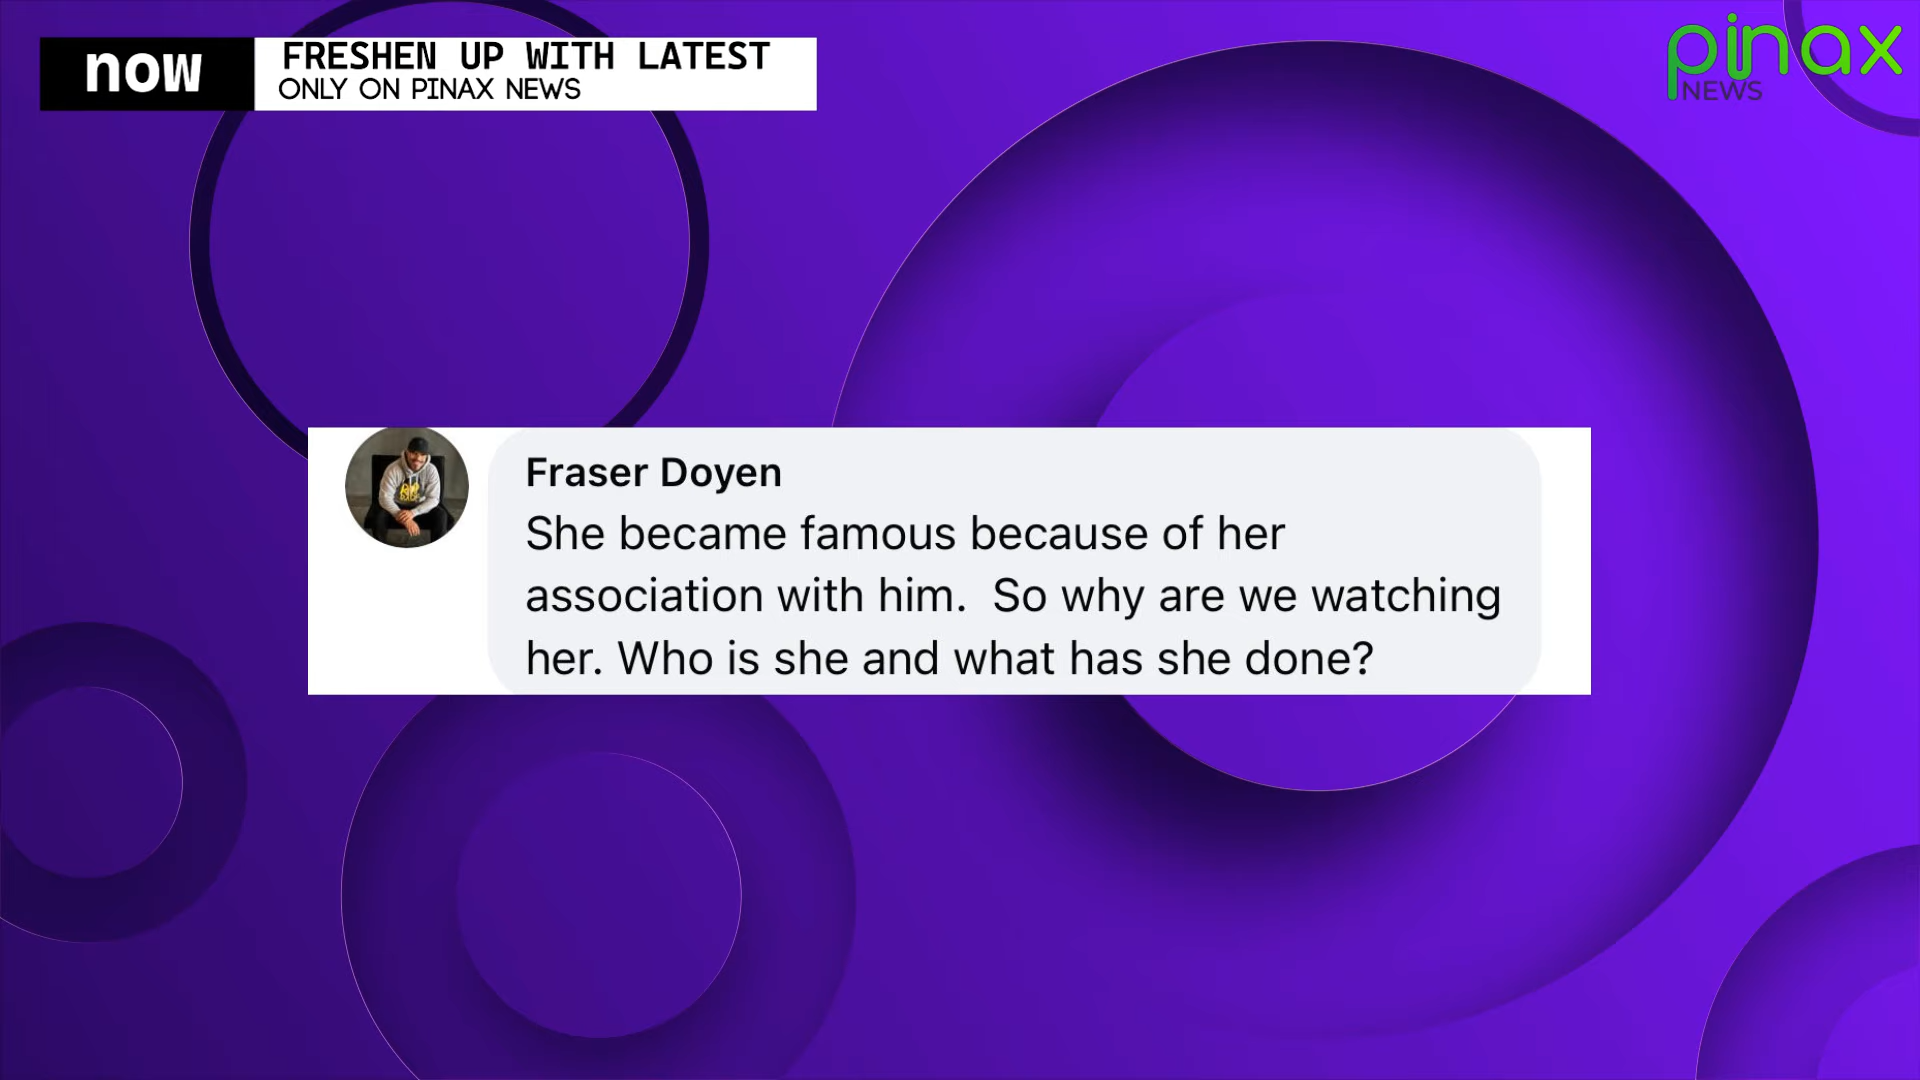 now
FRESHEN UP WITH LATEST
ONLY ON PINAX NEWS
pinax
NEWS
Fraser Doyen
She became famous because of her
association with him.  So why are we watching
her. Who is she and what has she done?